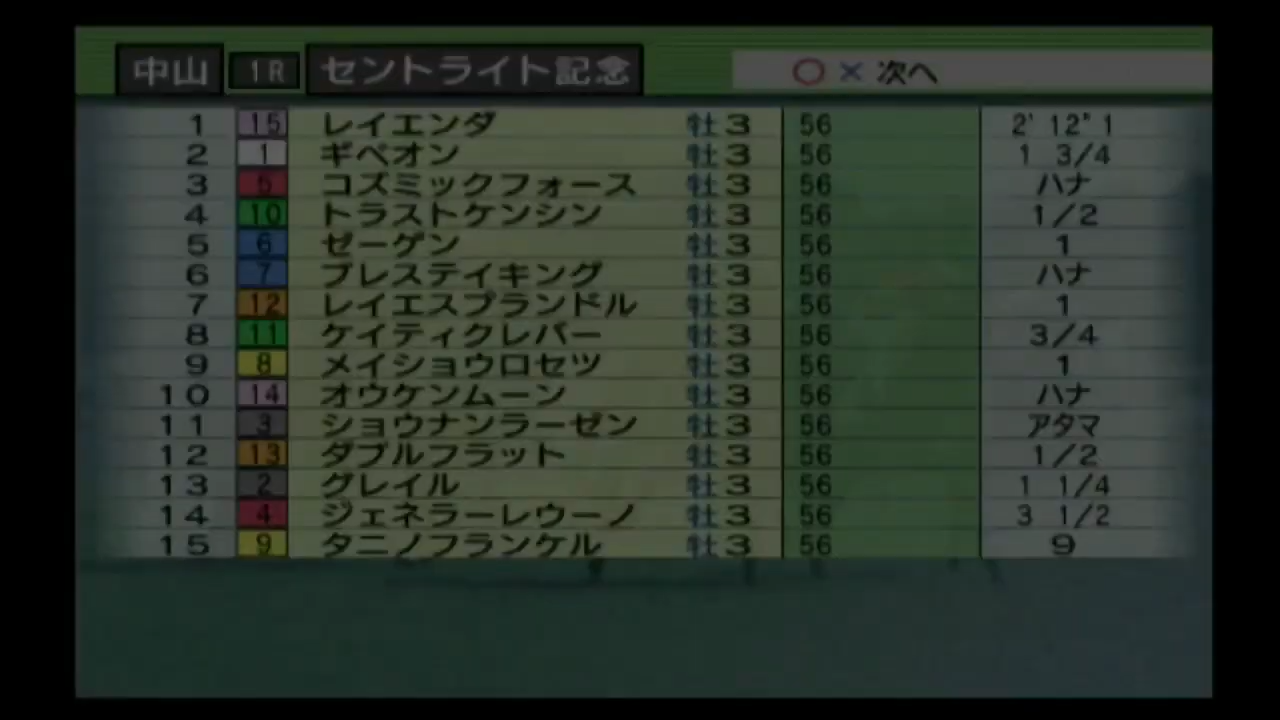 中山 1R セントライト記念 ○ × 次へ
1 15 レイエンダ 牡3 56 2' 12" 1
2 1 ギベオン 牡3 56 1 3/4
3 5 コズミックフォース 牡3 56 ハナ
4 10 トラストケンシン 牡3 56 1/2
5 6 ゼーゲン 牡3 56 1
6 7 ブレステイキング 牡3 56 ハナ
7 12 レイエスプランドル 牡3 56 1
8 11 ケイティクレバー 牡3 56 3/4
9 8 メイショウロセツ 牡3 56 1
10 14 オウケンムーン 牡3 56 ハナ
11 3 ショウナンラーゼン 牡3 56 アタマ
12 13 ダブルフラット 牡3 56 1/2
13 2 グレイル 牡3 56 1 1/4
14 4 ジェネラーレウーノ 牡3 56 3 1/2
15 9 タニノフランケル 牡3 56 9